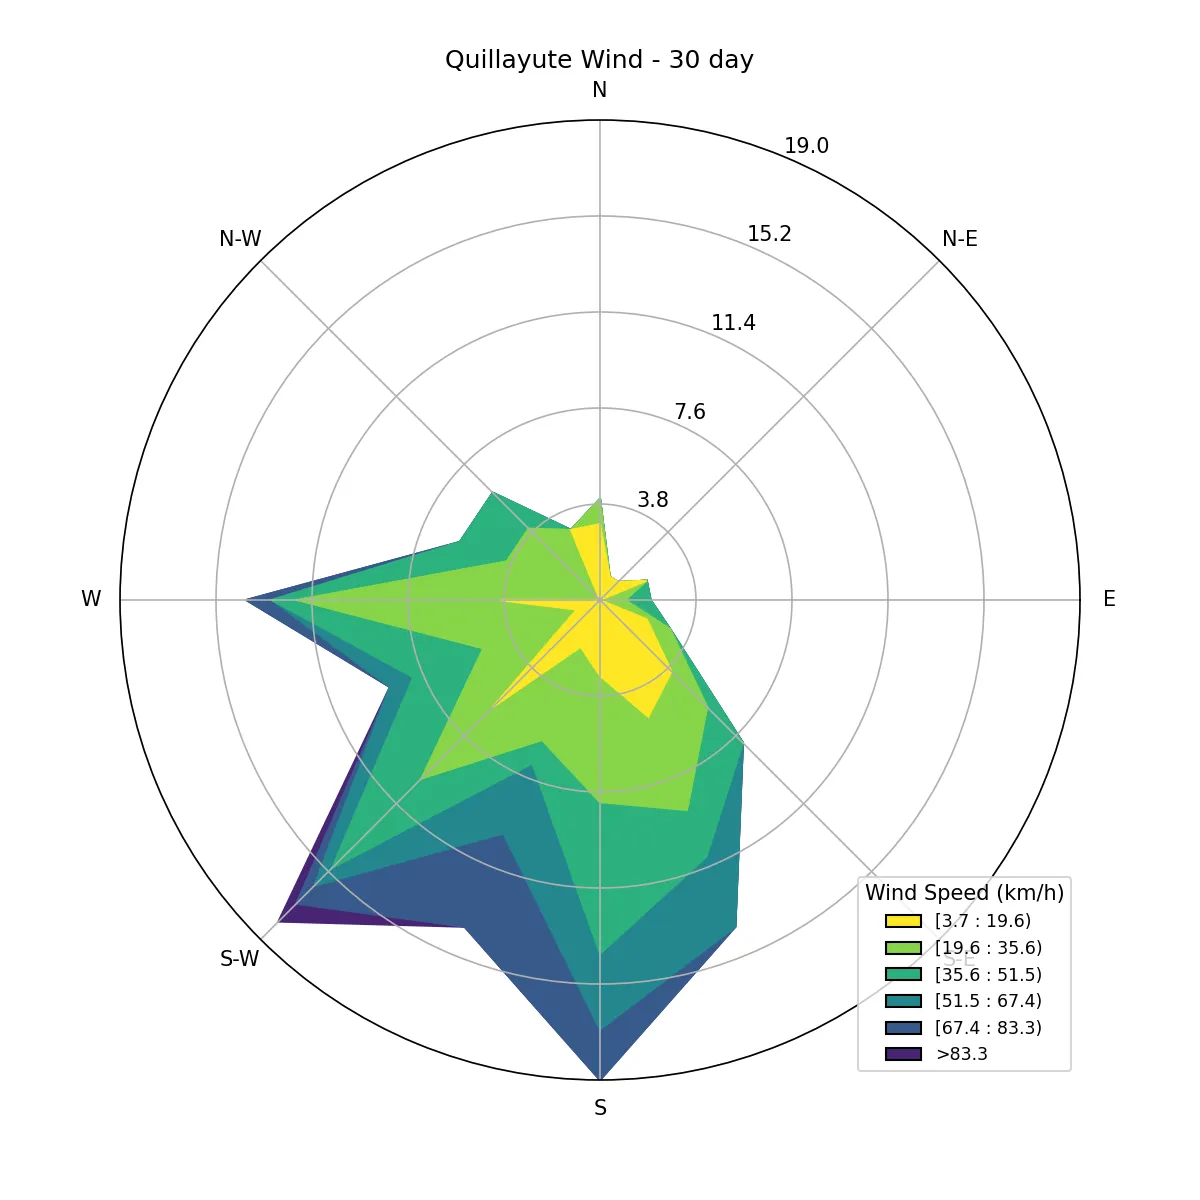 Quillayute Wind - 30 day
N
19.0
15.2
N-W
N-E
11.4
7.6
3.8
W
E
S-W
S-E
Wind Speed (km/h)
[3.7 : 19.6)
[19.6 : 35.6)
[35.6 : 51.5)
[51.5 : 67.4)
[67.4 : 83.3)
>83.3
S